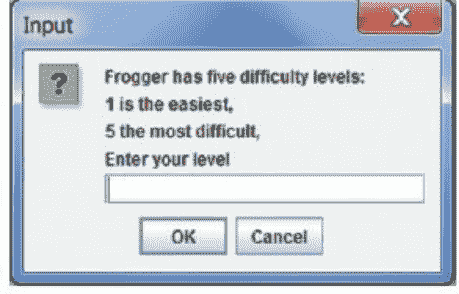 Input
Frogger has five difficulty levels:
1 is the easiest,
5 the most difficult,
Enter your level
OK Cancel